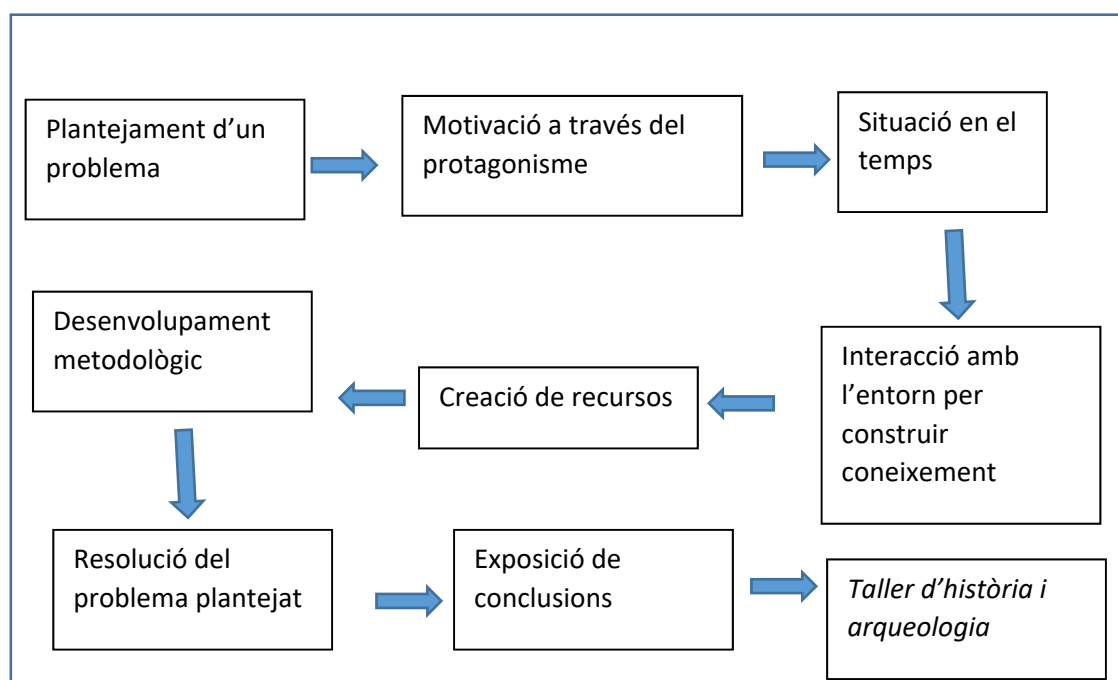 Plantejament d’un
problema
Motivació a través del
protagonisme
Situació en el
temps
Interacció amb
l’entorn per
construir
coneixement
Creació de recursos
Desenvolupament
metodològic
Resolució del
problema plantejat
Exposició de
conclusions
Taller d’història i
arqueologia